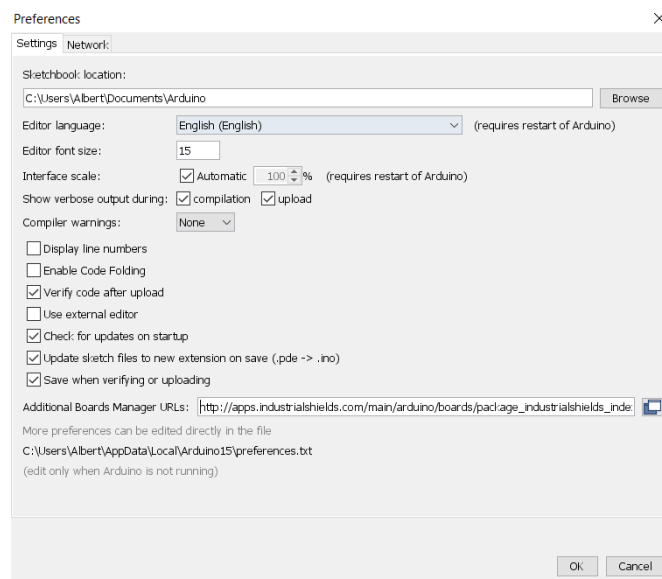 Preferences
Settings Network
Sketchbook location:
C:\Users\Albert\Documents\Arduino Browse
Editor language: English (English) (requires restart of Arduino)
Editor font size: 15
Interface scale: Automatic 100 % (requires restart of Arduino)
Show verbose output during: compilation upload
Compiler warnings: None
Display line numbers
Enable Code Folding
Verify code after upload
Use external editor
Check for updates on startup
Update sketch files to new extension on save (.pde -> .ino)
Save when verifying or uploading
Additional Boards Manager URLs: http://apps.industrialshields.com/main/arduino/boards/package_industrialshields_inde
More preferences can be edited directly in the file
C:\Users\Albert\AppData\Local\Arduino15\preferences.txt
(edit only when Arduino is not running)
OK Cancel